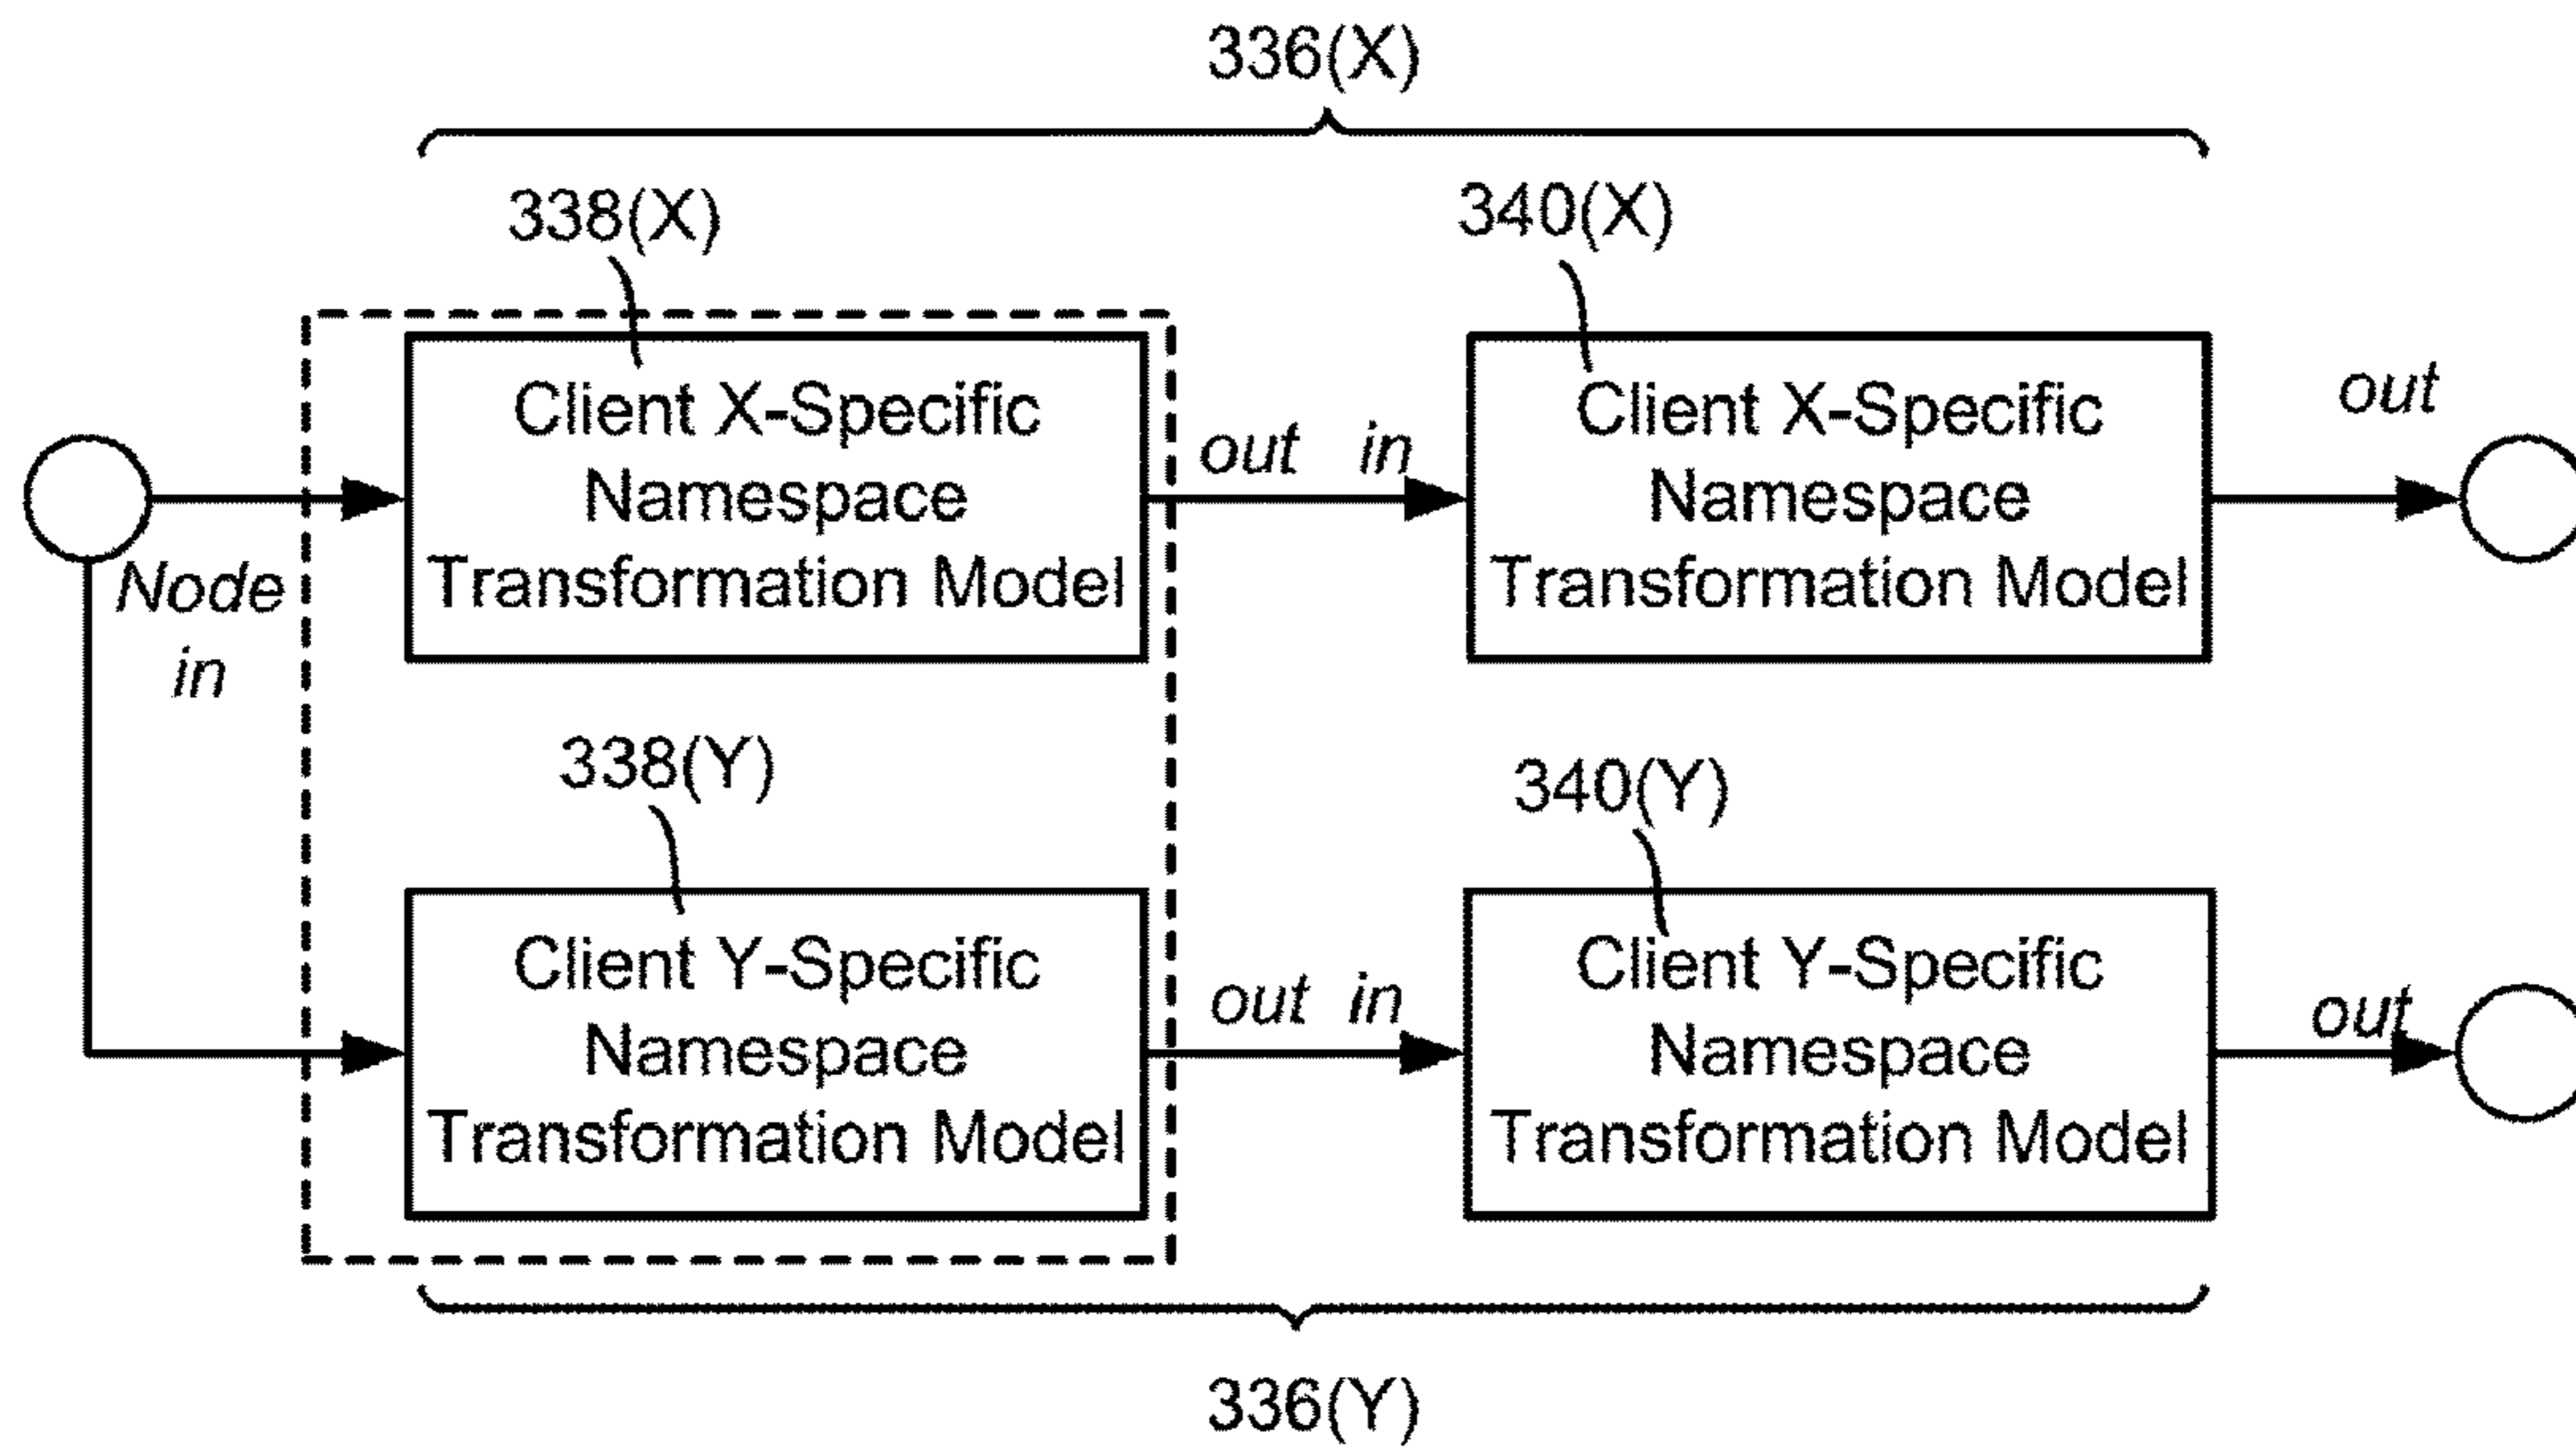 336(X)
338(X)
340(X)
Client X-Specific
Namespace
Transformation Model
out in
Client X-Specific
Namespace
Transformation Model
out
Node
in
338(Y)
340(Y)
Client Y-Specific
Namespace
Transformation Model
out in
Client Y-Specific
Namespace
Transformation Model
out
336(Y)